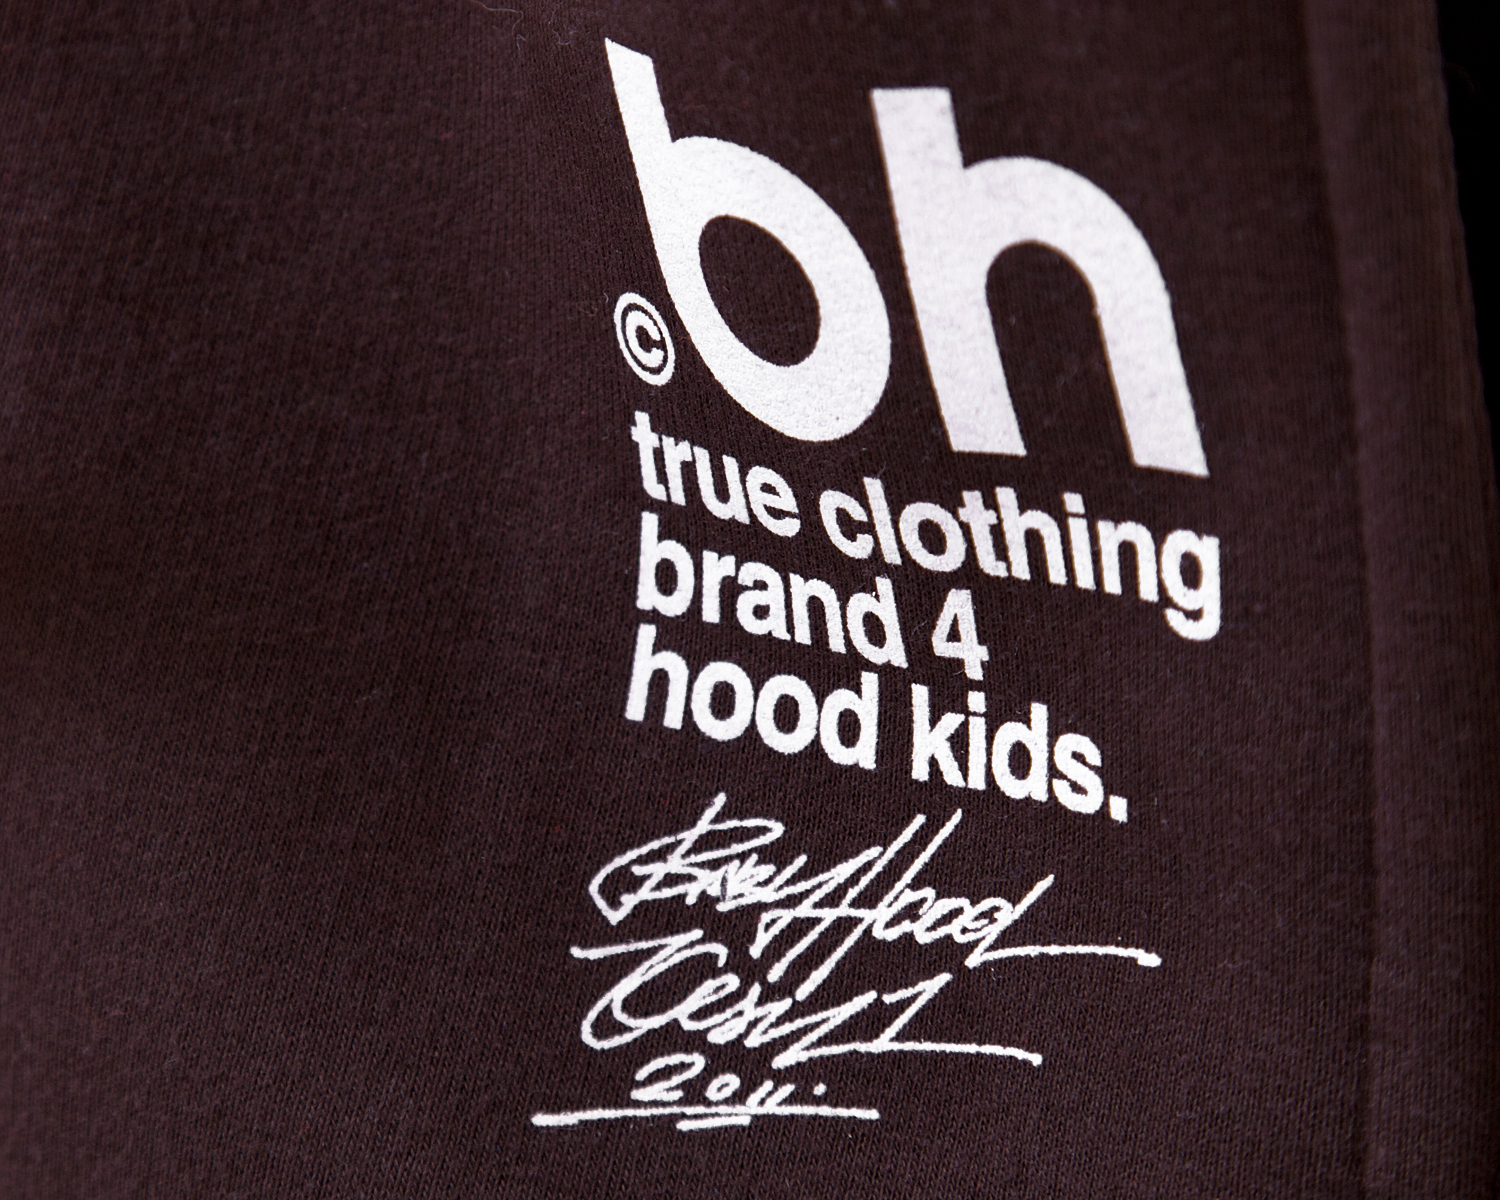 bh
©
true clothing
brand 4
hood kids.
Baby Hood
2011.